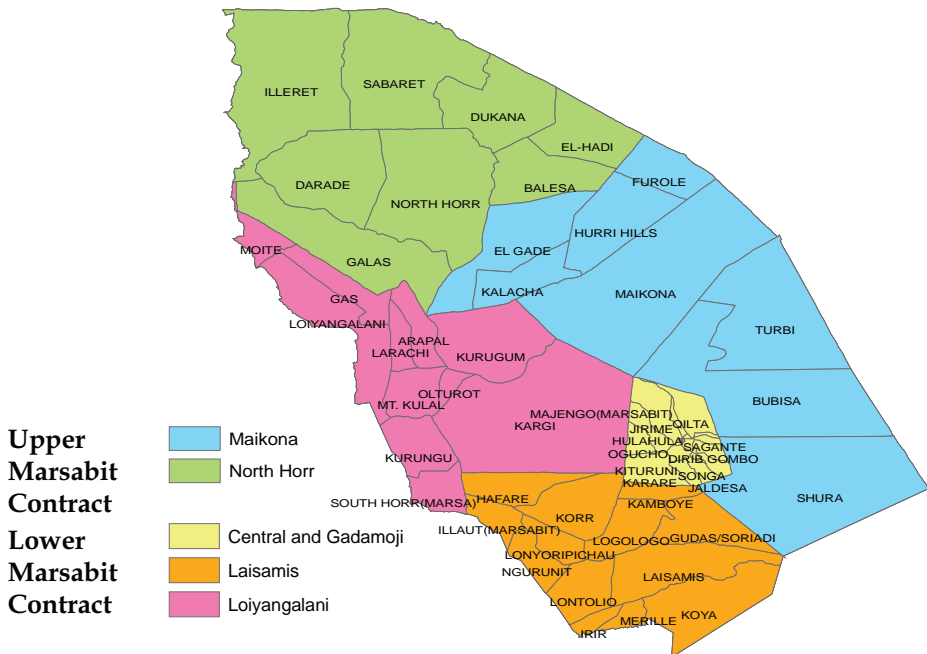 ILLERET
SABARET
DUKANA
EL-HADI
DARADE
NORTH HORR
BALESA
FUROLE
HURRI HILLS
MOITE
GALAS
EL GADE
KALACHA
MAIKONA
GAS
LOIYANGALANI
TURBI
ARAPAL
LARACHI
KURUGUM
OLTUROT
MT. KULAL
MAJENGO(MARSABIT)
KARGI
QILTA
BUBISA
JIRIME
HULAHULA
SAGANTE
OGUCHO
DIRIB GOMBO
KURUNGU
KITURUNI
SONGA
KARARE
JALDESA
SHURA
SOUTH HORR(MARSA)
HAFARE
KAMBOYE
KORR
ILLAUT(MARSABIT)
LOGOLOGO
GUDAS/SORIADI
LONYORIPICHAU
NGURUNIT
LAISAMIS
LONTOLIO
KOYA
MERILLE
IRIR
Upper
Marsabit
Contract
Maikona
North Horr
Lower
Marsabit
Contract
Central and Gadamoji
Laisamis
Loiyangalani